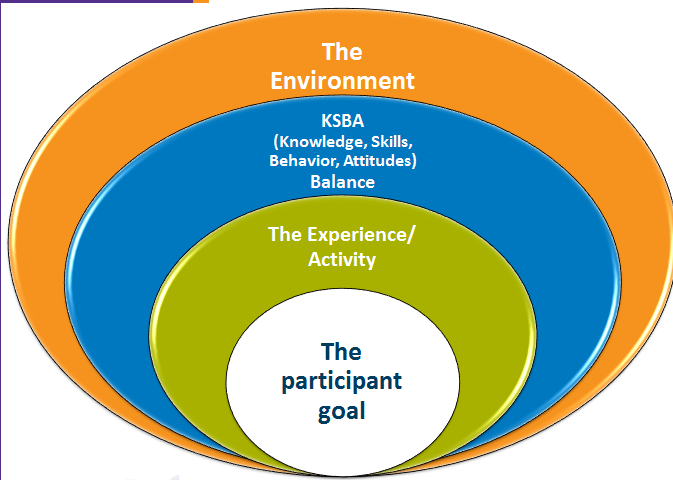 The
Environment
KSBA
(Knowledge, Skills,
Behavior, Attitudes)
Balance
The Experience/
Activity
The
participant
goal